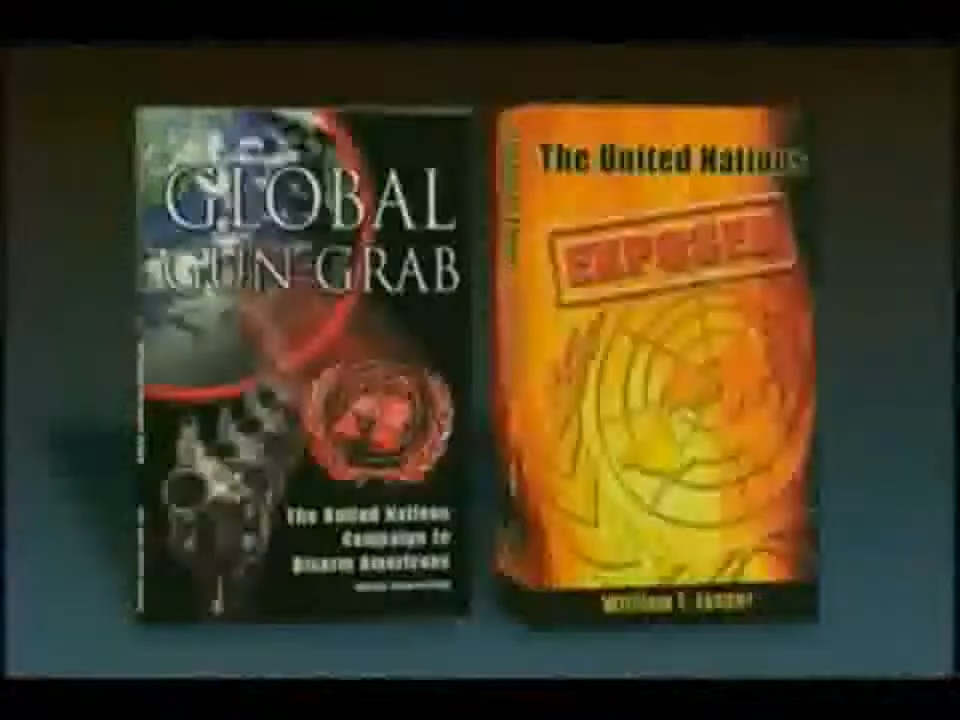 GLOBAL
GUN GRAB
The United Nations
Campaign to
Disarm Americans
The United Nations
EXPOSED
William F. Jasper